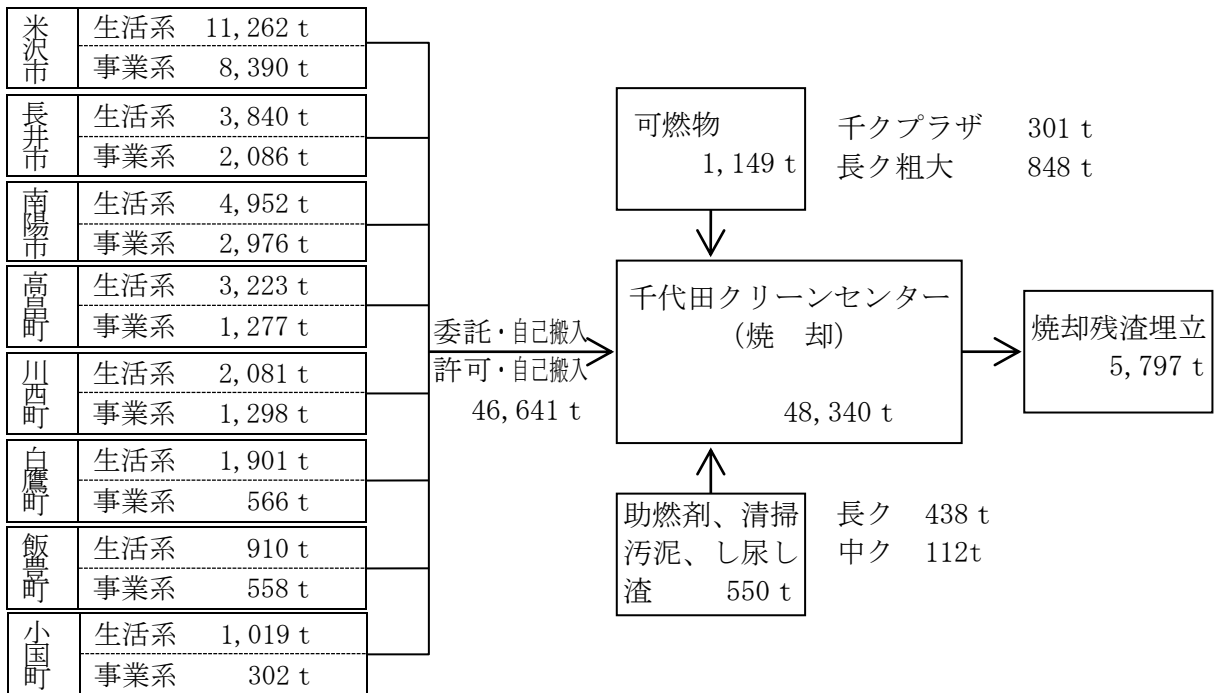 米沢市
生活系 11,262 t
事業系 8,390 t
長井市
生活系 3,840 t
事業系 2,086 t
南陽市
生活系 4,952 t
事業系 2,976 t
高畠町
生活系 3,223 t
事業系 1,277 t
川西町
生活系 2,081 t
事業系 1,298 t
白鷹町
生活系 1,901 t
事業系 566 t
飯豊町
生活系 910 t
事業系 558 t
小国町
生活系 1,019 t
事業系 302 t
委託・自己搬入
許可・自己搬入
46,641 t
可燃物
1,149 t
千クプラザ 301 t
長ク粗大 848 t
千代田クリーンセンター
(焼 却)
48,340 t
助燃剤、清掃
汚泥、し尿し
渣 550 t
長ク 438 t
中ク 112t
焼却残渣埋立
5,797 t